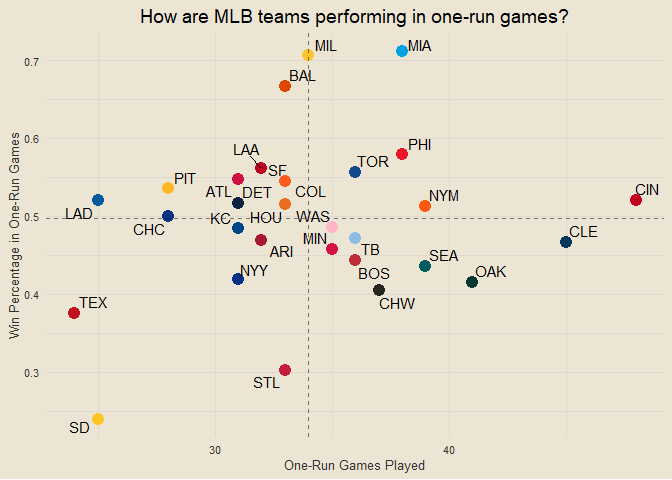 How are MLB teams performing in one-run games?
MIL
MIA
0.7
BAL
0.6
LAA
PHI
TOR
PIT
SF
ATL
DET
COL
NYM
CIN
LAD
0.5
CHC
KC
HOU
WAS
CLE
MIN
ARI
TB
SEA
NYY
BOS
OAK
0.4
CHW
TEX
0.3
STL
SD
30
40
One-Run Games Played
Win Percentage in One-Run Games